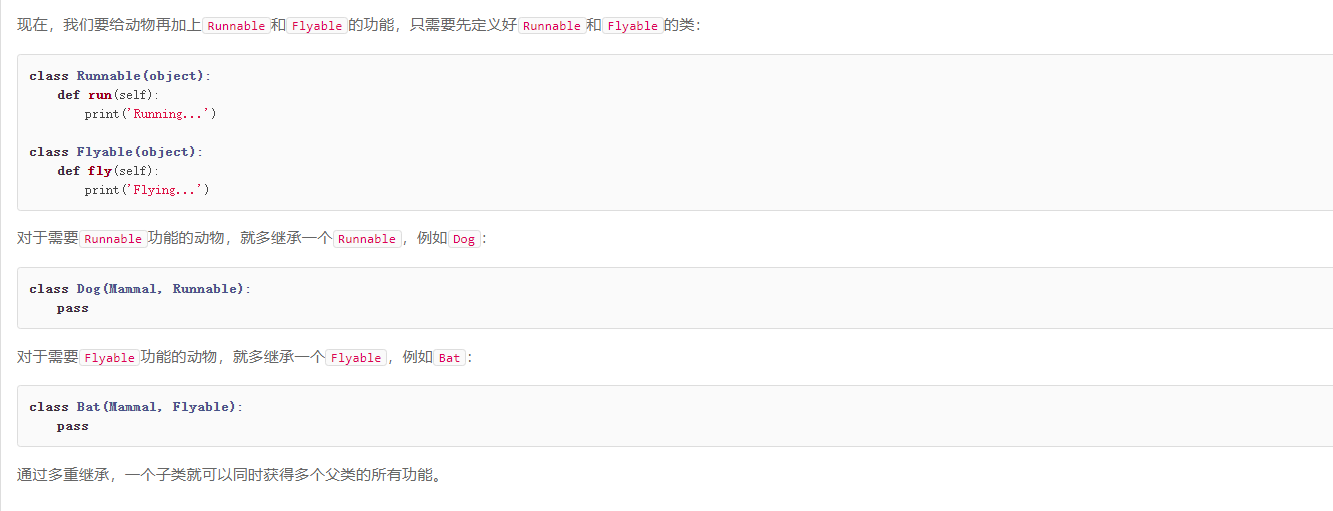 现在，我们要给动物再加上Runnable和Flyable的功能，只需要先定义好Runnable和Flyable的类：
class Runnable(object):
    def run(self):
        print('Running...')
class Flyable(object):
    def fly(self):
        print('Flying...')
对于需要Runnable功能的动物，就多继承一个Runnable，例如Dog：
class Dog(Mammal, Runnable):
    pass
对于需要Flyable功能的动物，就多继承一个Flyable，例如Bat：
class Bat(Mammal, Flyable):
    pass
通过多重继承，一个子类就可以同时获得多个父类的所有功能。